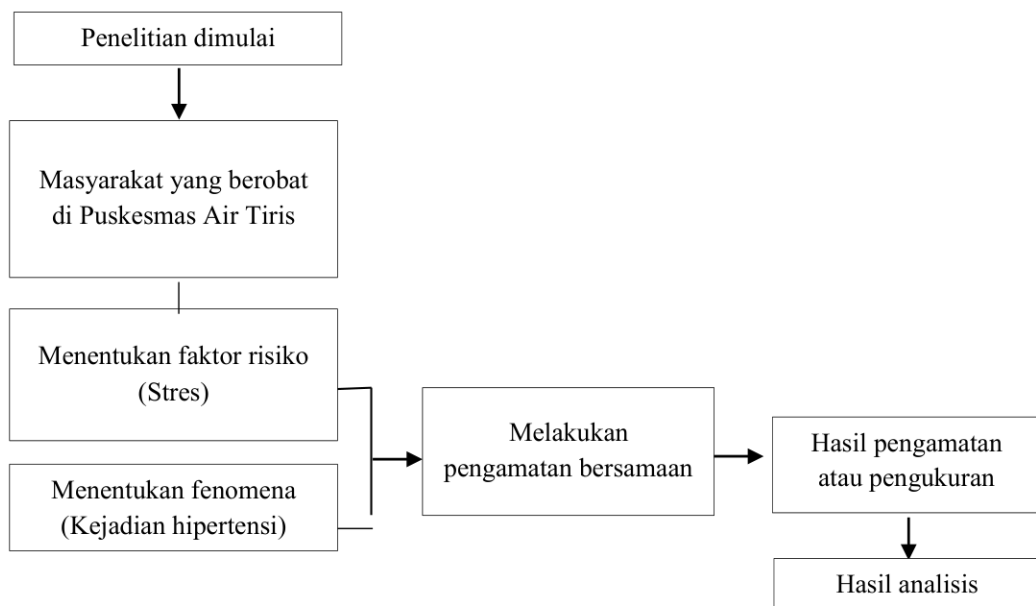 Penelitian dimulai
Masyarakat yang berobat
di Puskesmas Air Tiris
Menentukan faktor risiko
(Stres)
Menentukan fenomena
(Kejadian hipertensi)
Melakukan
pengamatan bersamaan
Hasil pengamatan
atau pengukuran
Hasil analisis